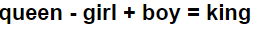 queen - girl + boy = king